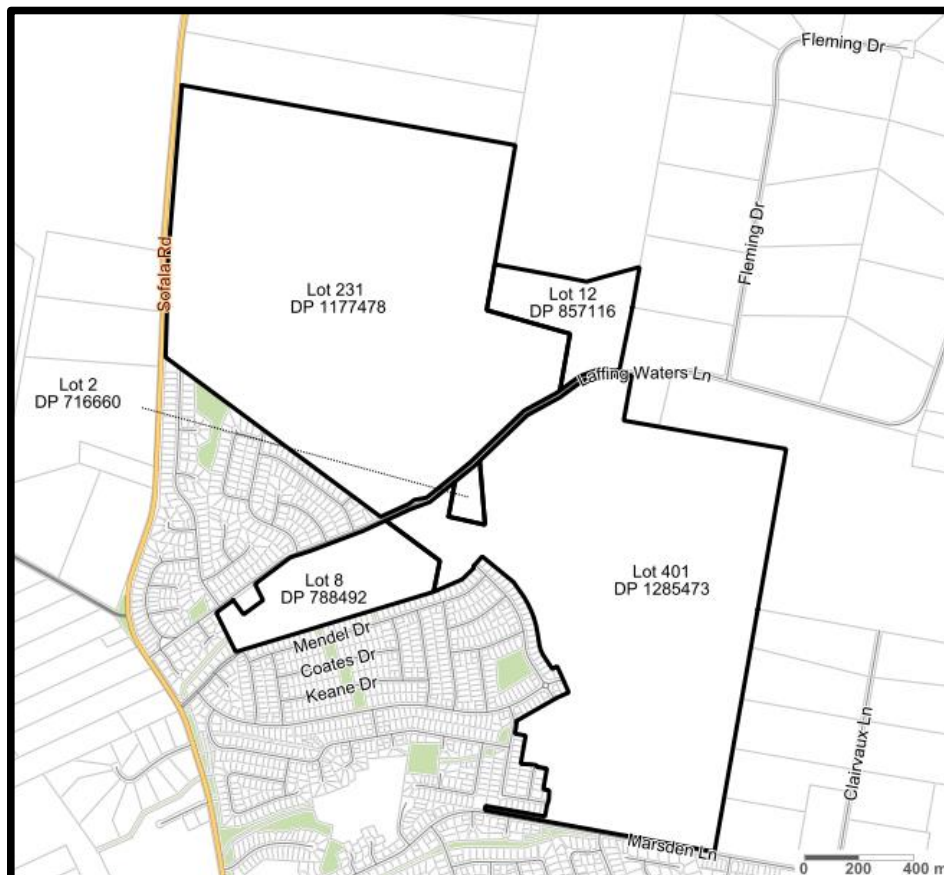 Fleming Dr
Fleming Dr
Sofala Rd
Lot 231
DP 1177478
Lot 12
DP 857116
Laffing Waters Ln
Lot 2
DP 716660
Lot 8
DP 788492
Lot 401
DP 1285473
Mendel Dr
Coates Dr
Keane Dr
Clairvaux Ln
Marsden Ln
0 200 400 m